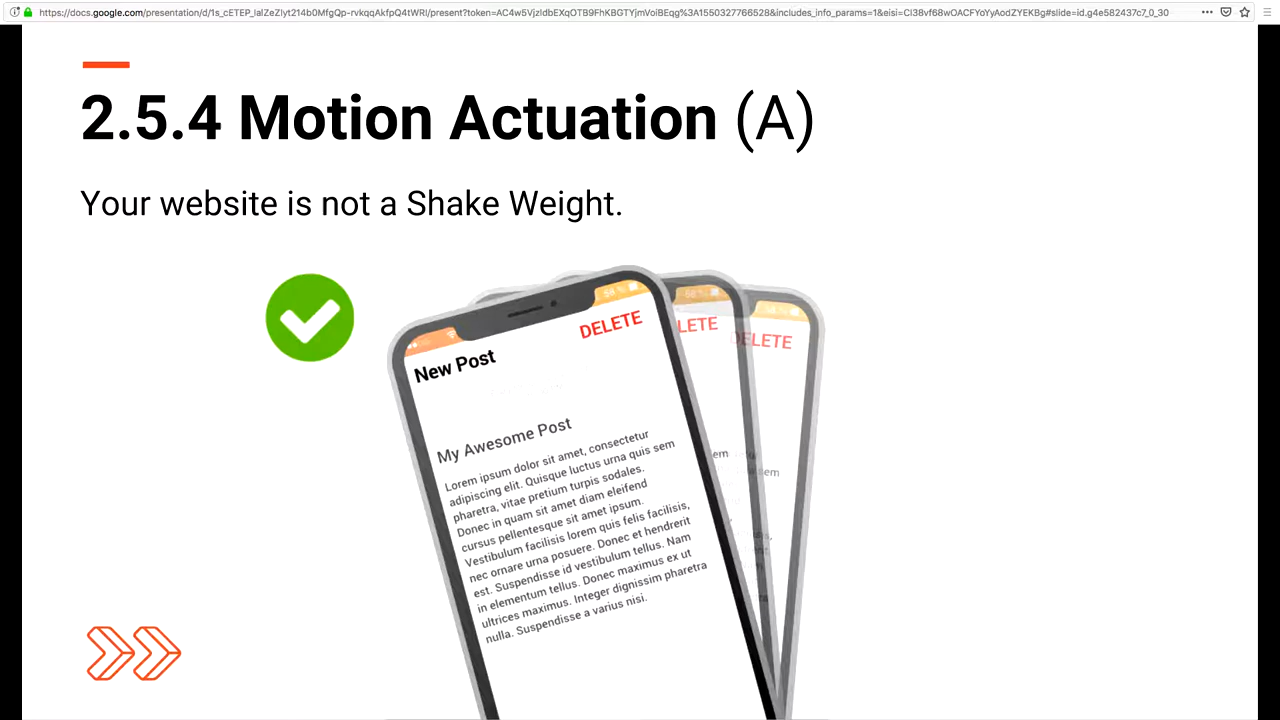 https://docs.google.com/presentation/d/1s_cETEP_IaIZeZIyt214b0MfgQp-rvkqqAkfpQ4tWRI/present?token=AC4w5VjzIdbEXqOTB9FhKBGTYjmVoiBEqg%3A1550727766528&includes_info_params=1&eisi=CI38vf68wOACFYoYyAodZYEKBg#slide=id.g4e582437c7_0_30
2.5.4 Motion Actuation (A)
Your website is not a Shake Weight.
56 %
DELETE
New Post
My Awesome Post
Lorem ipsum dolor sit amet, consectetur
adipiscing elit. Quisque luctus urna quis sem
pharetra, vitae pretium turpis sodales.
Donec in quam sit amet diam eleifend
cursus pellentesque sit amet ipsum.
Vestibulum facilisis lorem quis felis facilisis,
nec ornare urna posuere. Donec et hendrerit
est. Suspendisse id vestibulum tellus. Nam
in elementum tellus. Donec maximus ex ut
ultrices maximus. Integer dignissim pharetra
nulla. Suspendisse a varius nisi.
DELETE